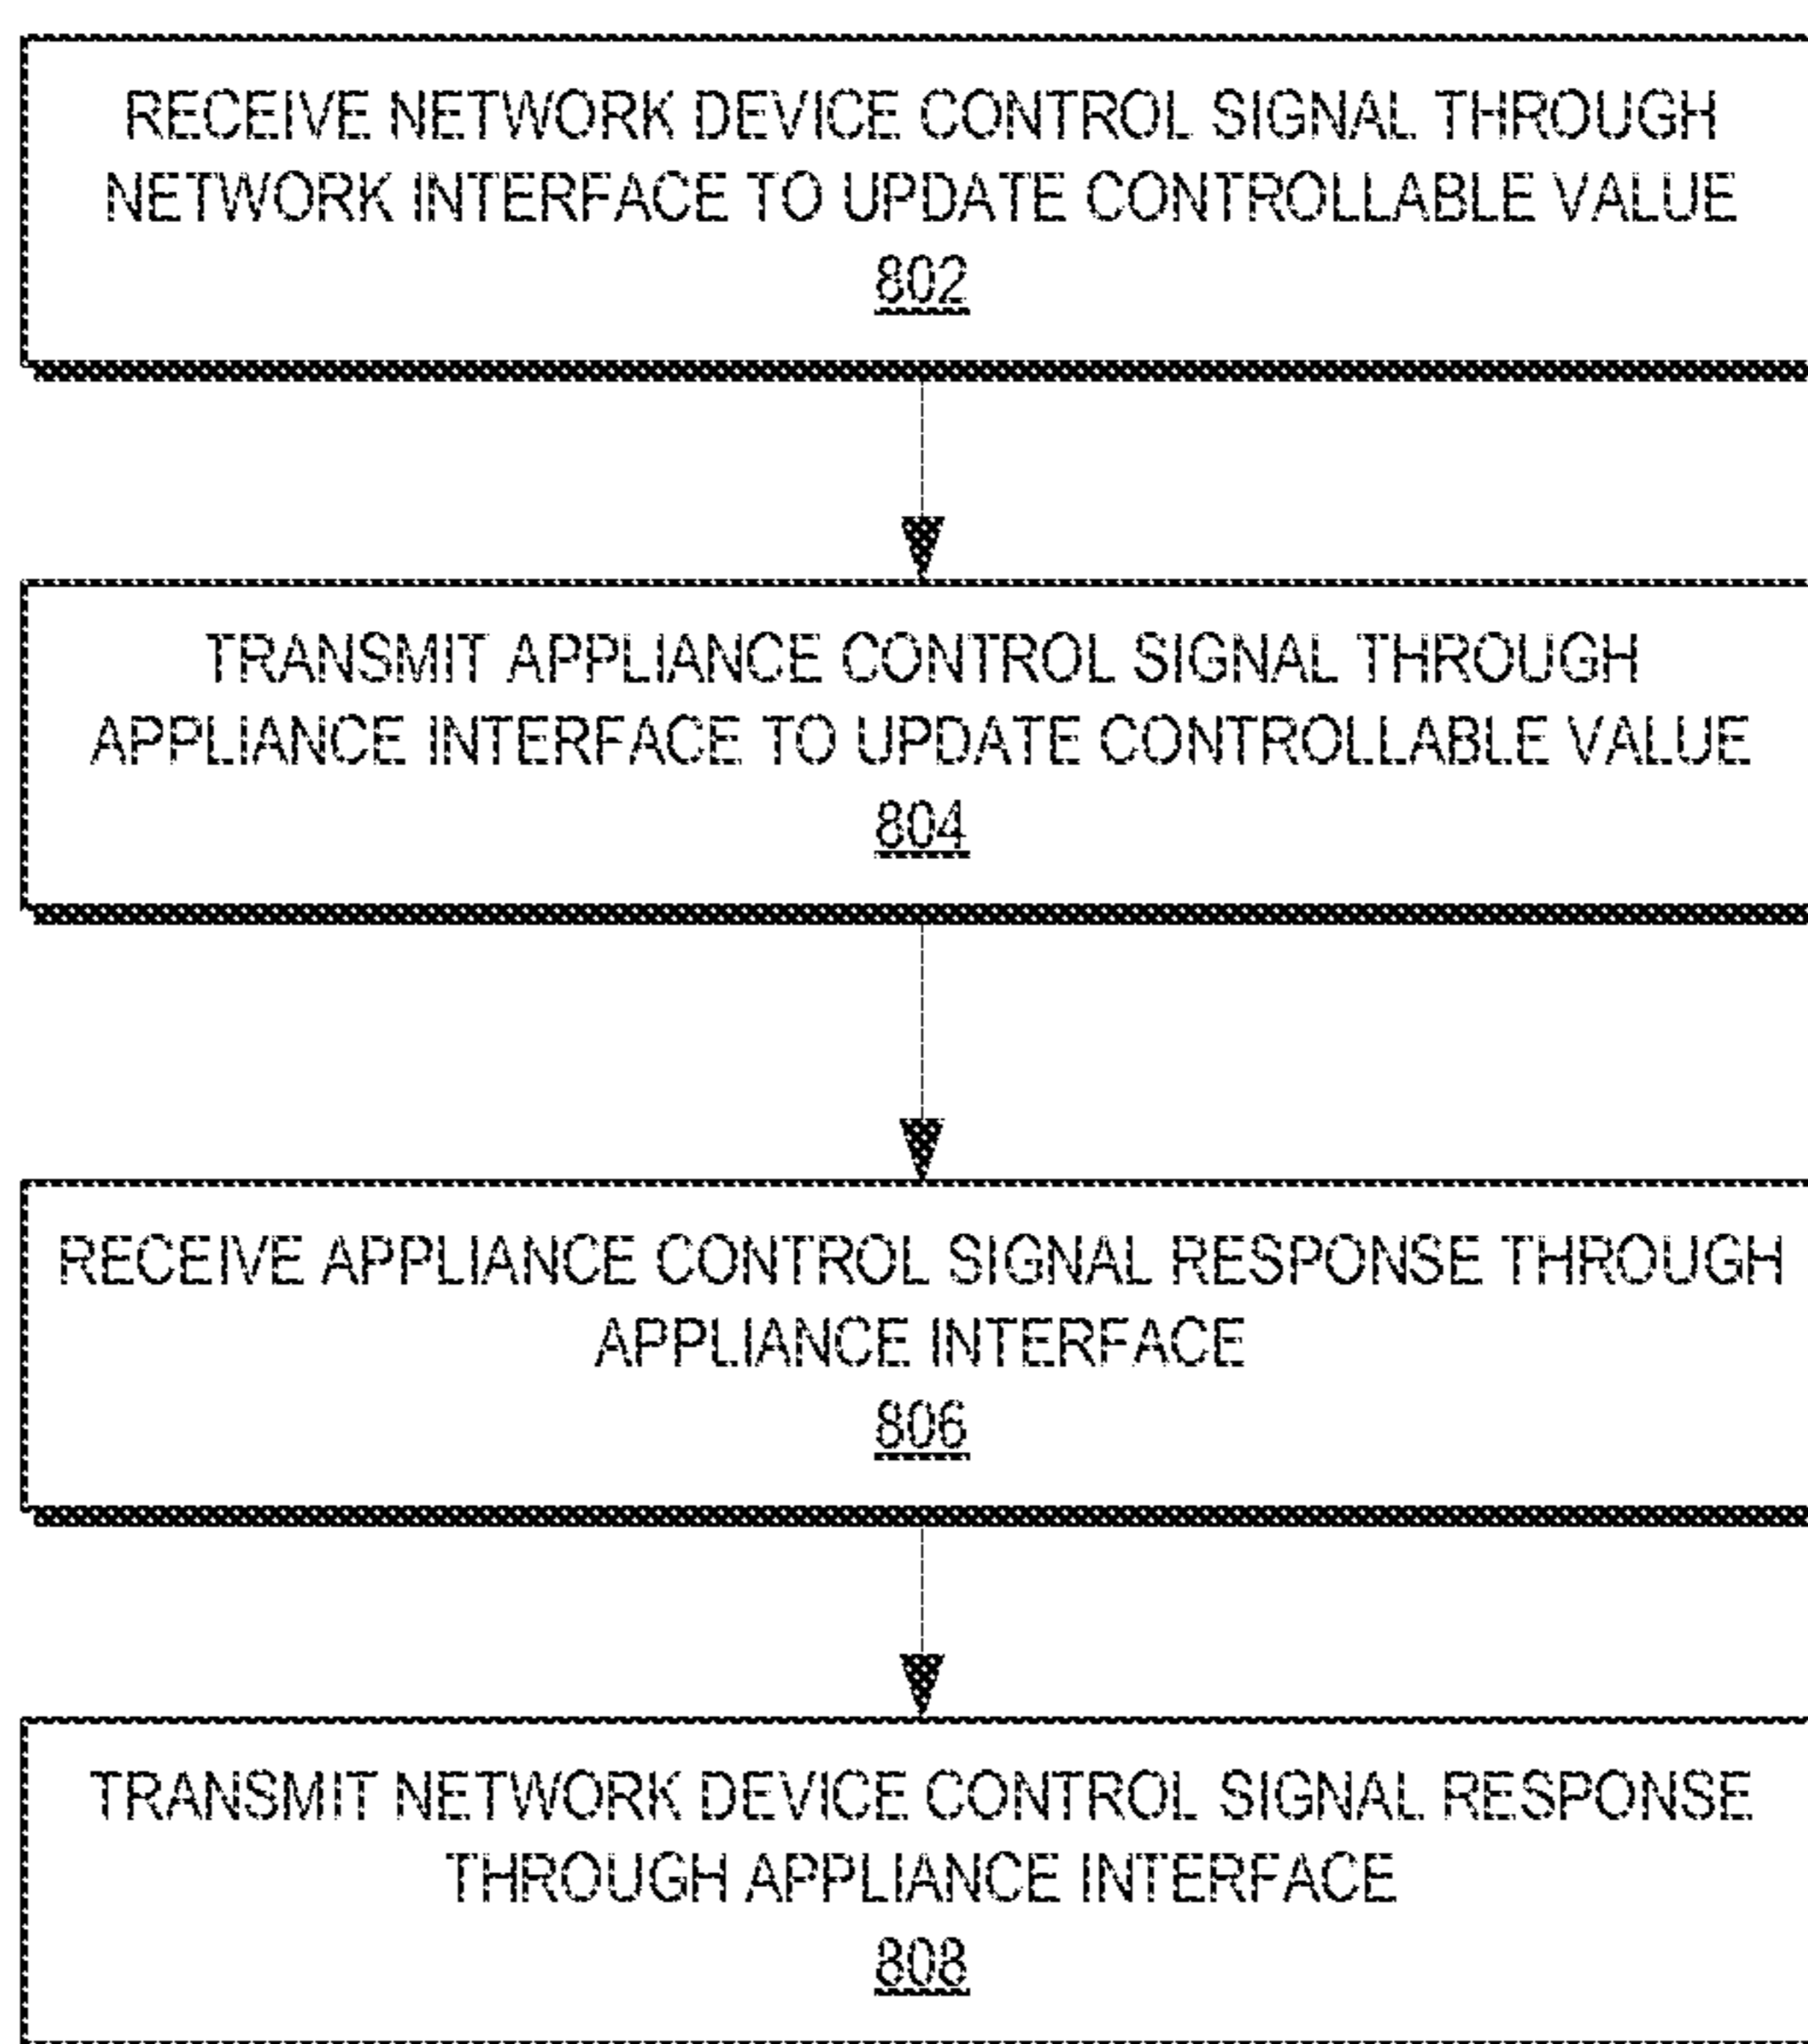 RECEIVE NETWORK DEVICE CONTROL SIGNAL THROUGH
NETWORK INTERFACE TO UPDATE CONTROLLABLE VALUE
802
TRANSMIT APPLIANCE CONTROL SIGNAL THROUGH
APPLIANCE INTERFACE TO UPDATE CONTROLLABLE VALUE
804
RECEIVE APPLIANCE CONTROL SIGNAL RESPONSE THROUGH
APPLIANCE INTERFACE
806
TRANSMIT NETWORK DEVICE CONTROL SIGNAL RESPONSE
THROUGH APPLIANCE INTERFACE
808